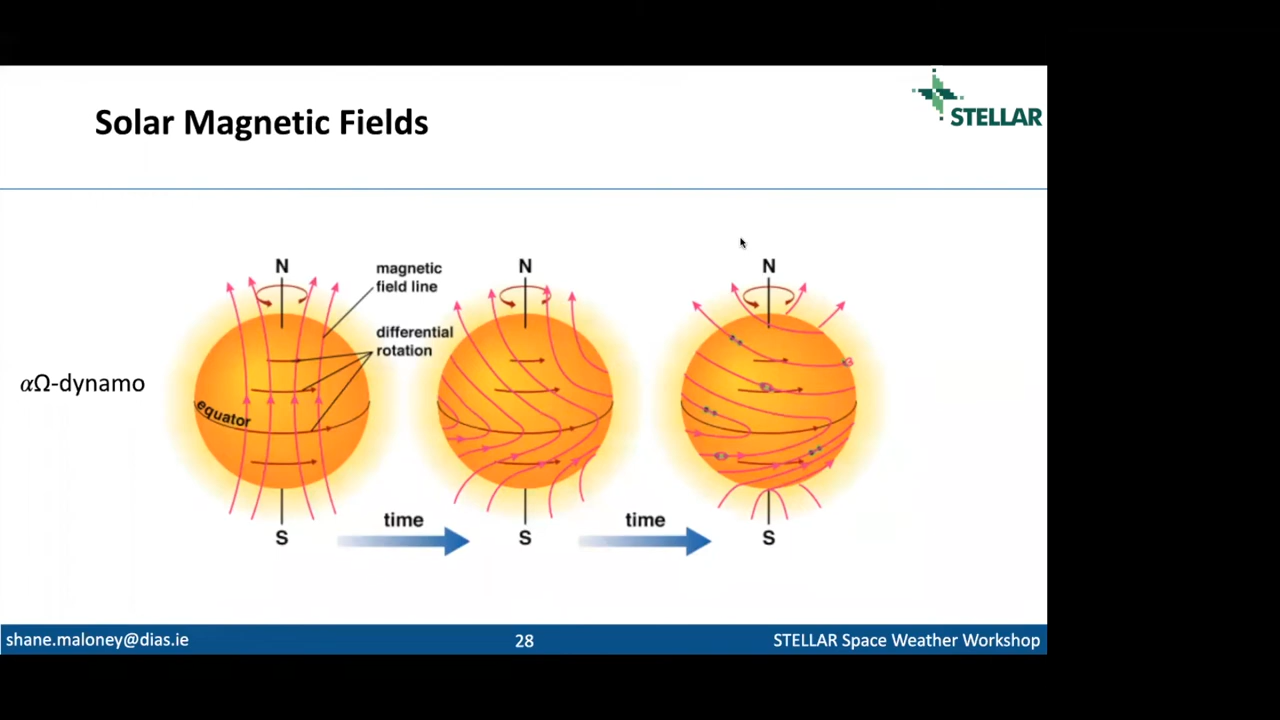 Solar Magnetic Fields
STELLAR
N
magnetic
field line
differential
rotation
N
N
αΩ-dynamo
equator
time
time
S
S
S
shane.maloney@dias.ie
28
STELLAR Space Weather Workshop